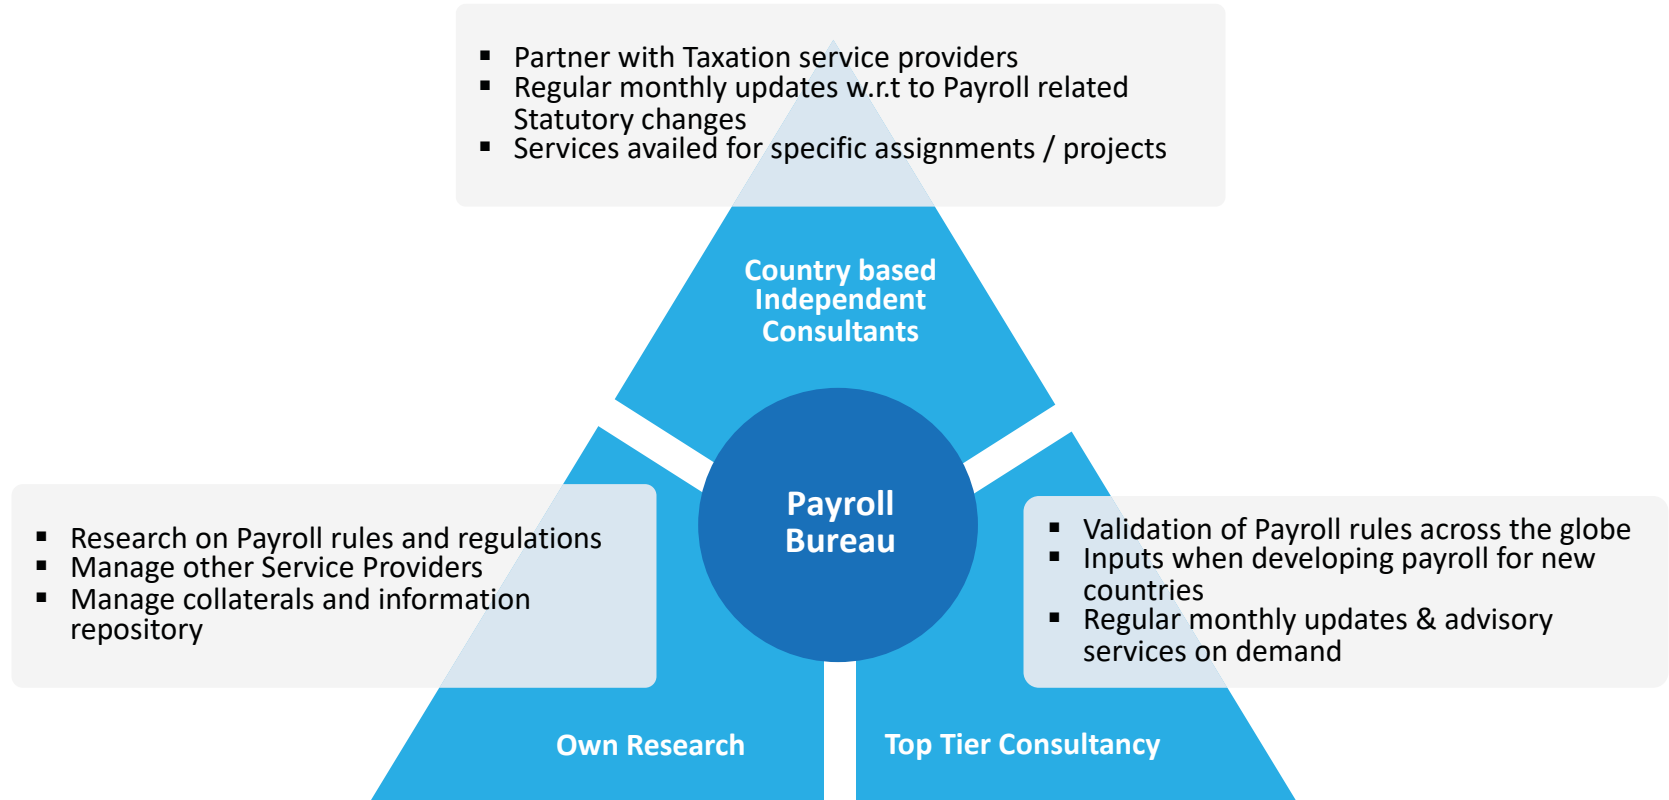 ▪ Partner with Taxation service providers
▪ Regular monthly updates w.r.t to Payroll related
Statutory changes
▪ Services availed for specific assignments / projects
Country based
Independent
Consultants
Payroll
Bureau
▪ Research on Payroll rules and regulations
▪ Manage other Service Providers
▪ Manage collaterals and information
repository
▪ Validation of Payroll rules across the globe
▪ Inputs when developing payroll for new
countries
▪ Regular monthly updates & advisory
services on demand
Own Research
Top Tier Consultancy